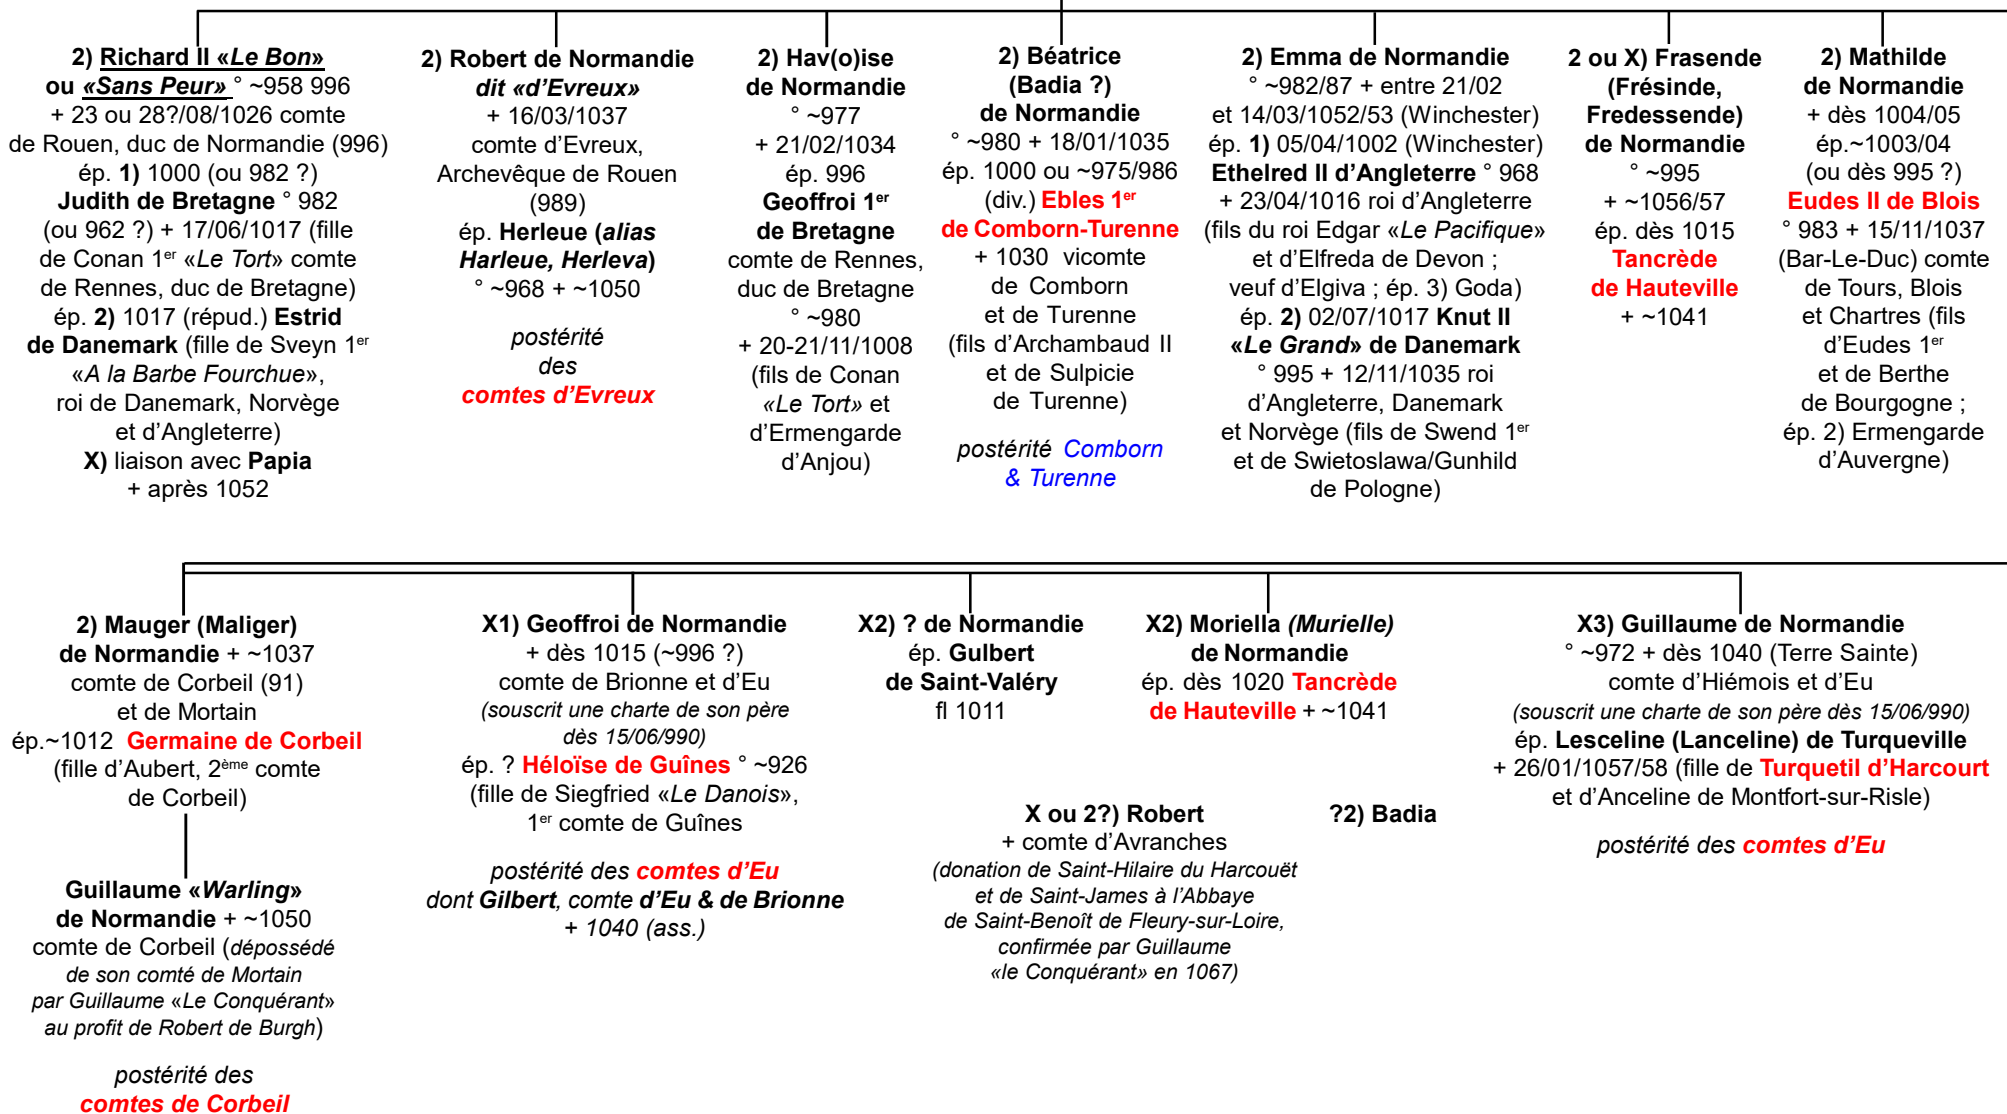 2) Richard II «Le Bon»
ou «Sans Peur» ° ~958 996
+ 23 ou 28?/08/1026 comte
de Rouen, duc de Normandie (996)
ép. 1) 1000 (ou 982 ?)
Judith de Bretagne ° 982
(ou 962 ?) + 17/06/1017 (fille
de Conan 1er «Le Tort» comte
de Rennes, duc de Bretagne)
ép. 2) 1017 (répud.) Estrid
de Danemark (fille de Sveyn 1er
«A la Barbe Fourchue»,
roi de Danemark, Norvège
et d'Angleterre)
X) liaison avec Papia
+ après 1052
2) Robert de Normandie
dit «d'Evreux»
+ 16/03/1037
comte d'Evreux,
Archevêque de Rouen
(989)
ép. Herleue (alias
Harleue, Herleva)
° ~968 + ~1050
postérité
des
comtes d'Evreux
2) Hav(o)ise
de Normandie
° ~977
+ 21/02/1034
ép. 996
Geoffroi 1er
de Bretagne
comte de Rennes,
duc de Bretagne
° ~980
+ 20-21/11/1008
(fils de Conan
«Le Tort» et
d'Ermengarde
d'Anjou)
2) Béatrice
(Badia ?)
de Normandie
° ~980 + 18/01/1035
ép. 1000 ou ~975/986
(div.) Ebles 1er
de Comborn-Turenne
+ 1030 vicomte
de Comborn
et de Turenne
(fils d'Archambaud II
et de Sulpicie
de Turenne)
postérité Comborn
& Turenne
2) Emma de Normandie
° ~982/87 + entre 21/02
et 14/03/1052/53 (Winchester)
ép. 1) 05/04/1002 (Winchester)
Ethelred II d'Angleterre ° 968
+ 23/04/1016 roi d'Angleterre
(fils du roi Edgar «Le Pacifique»
et d'Elfreda de Devon ;
veuf d'Elgiva ; ép. 3) Goda)
ép. 2) 02/07/1017 Knut II
«Le Grand» de Danemark
° 995 + 12/11/1035 roi
d'Angleterre, Danemark
et Norvège (fils de Swend 1er
et de Swietoslawa/Gunhild
de Pologne)
2 ou X) Frasende
(Frésinde,
Fredessende)
de Normandie
° ~995
+ ~1056/57
ép. dès 1015
Tancrède
de Hauteville
+ ~1041
2) Mathilde
de Normandie
+ dès 1004/05
ép.~1003/04
(ou dès 995 ?)
Eudes II de Blois
° 983 + 15/11/1037
(Bar-Le-Duc) comte
de Tours, Blois
et Chartres (fils
d'Eudes 1er
et de Berthe
de Bourgogne ;
ép. 2) Ermengarde
d'Auvergne)
2) Mauger (Maliger)
de Normandie + ~1037
comte de Corbeil (91)
et de Mortain
ép.~1012 Germaine de Corbeil
(fille d'Aubert, 2ème comte
de Corbeil)
Guillaume «Warling»
de Normandie + ~1050
comte de Corbeil (dépossédé
de son comté de Mortain
par Guillaume «Le Conquérant»
au profit de Robert de Burgh)
postérité des
comtes de Corbeil
X1) Geoffroi de Normandie
+ dès 1015 (~996 ?)
comte de Brionne et d'Eu
(souscrit une charte de son père
dès 15/06/990)
ép. ? Héloïse de Guînes ° ~926
(fille de Siegfried «Le Danois»,
1er comte de Guînes
postérité des comtes d'Eu
dont Gilbert, comte d'Eu & de Brionne
+ 1040 (ass.)
X2) ? de Normandie
ép. Gulbert
de Saint-Valéry
fl 1011
X2) Moriella (Murielle)
de Normandie
ép. dès 1020 Tancrède
de Hauteville + ~1041
X ou 2?) Robert
+ comte d'Avranches
(donation de Saint-Hilaire du Harcouët
et de Saint-James à l'Abbaye
de Saint-Benoît de Fleury-sur-Loire,
confirmée par Guillaume
«le Conquérant» en 1067)
?2) Badia
X3) Guillaume de Normandie
° ~972 + dès 1040 (Terre Sainte)
comte d'Hiémois et d'Eu
(souscrit une charte de son père dès 15/06/990)
ép. Lesceline (Lanceline) de Turqueville
+ 26/01/1057/58 (fille de Turquetil d'Harcourt
et d'Anceline de Montfort-sur-Risle)
postérité des comtes d'Eu